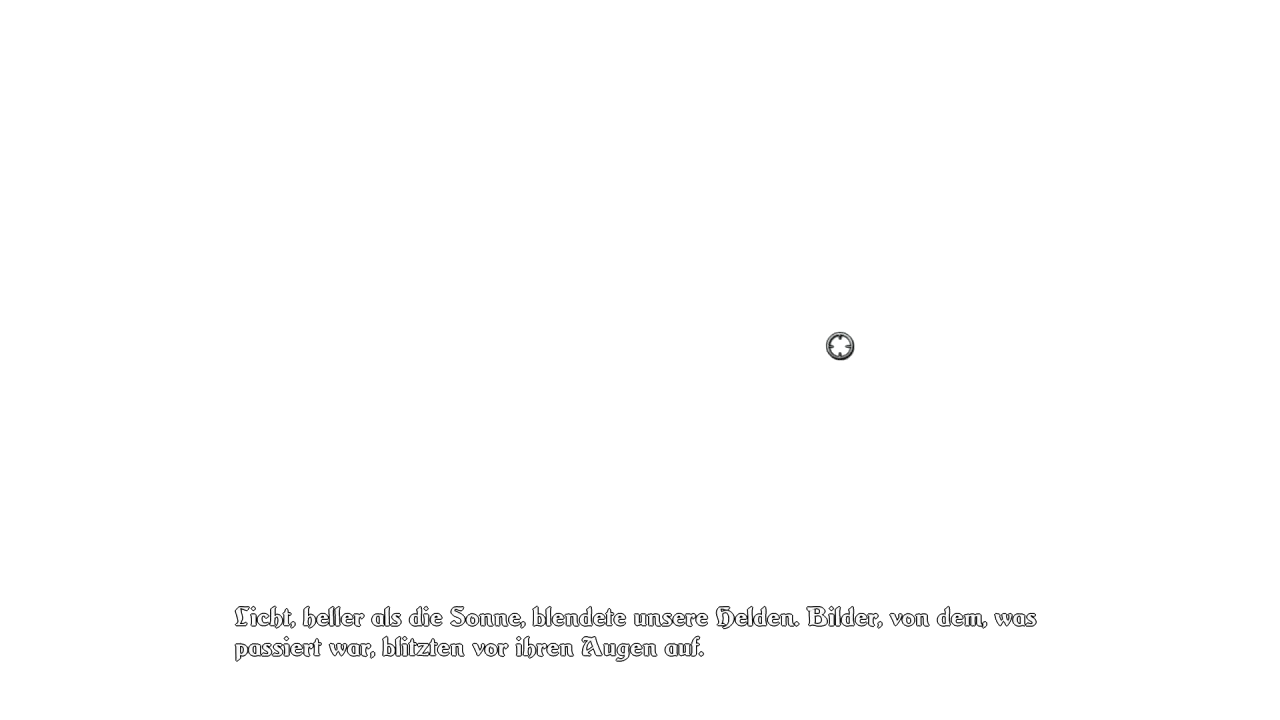 Licht, heller als die Sonne, blendete unsere Helden. Bilder, von dem, was
passiert war, blitzten vor ihren Augen auf.